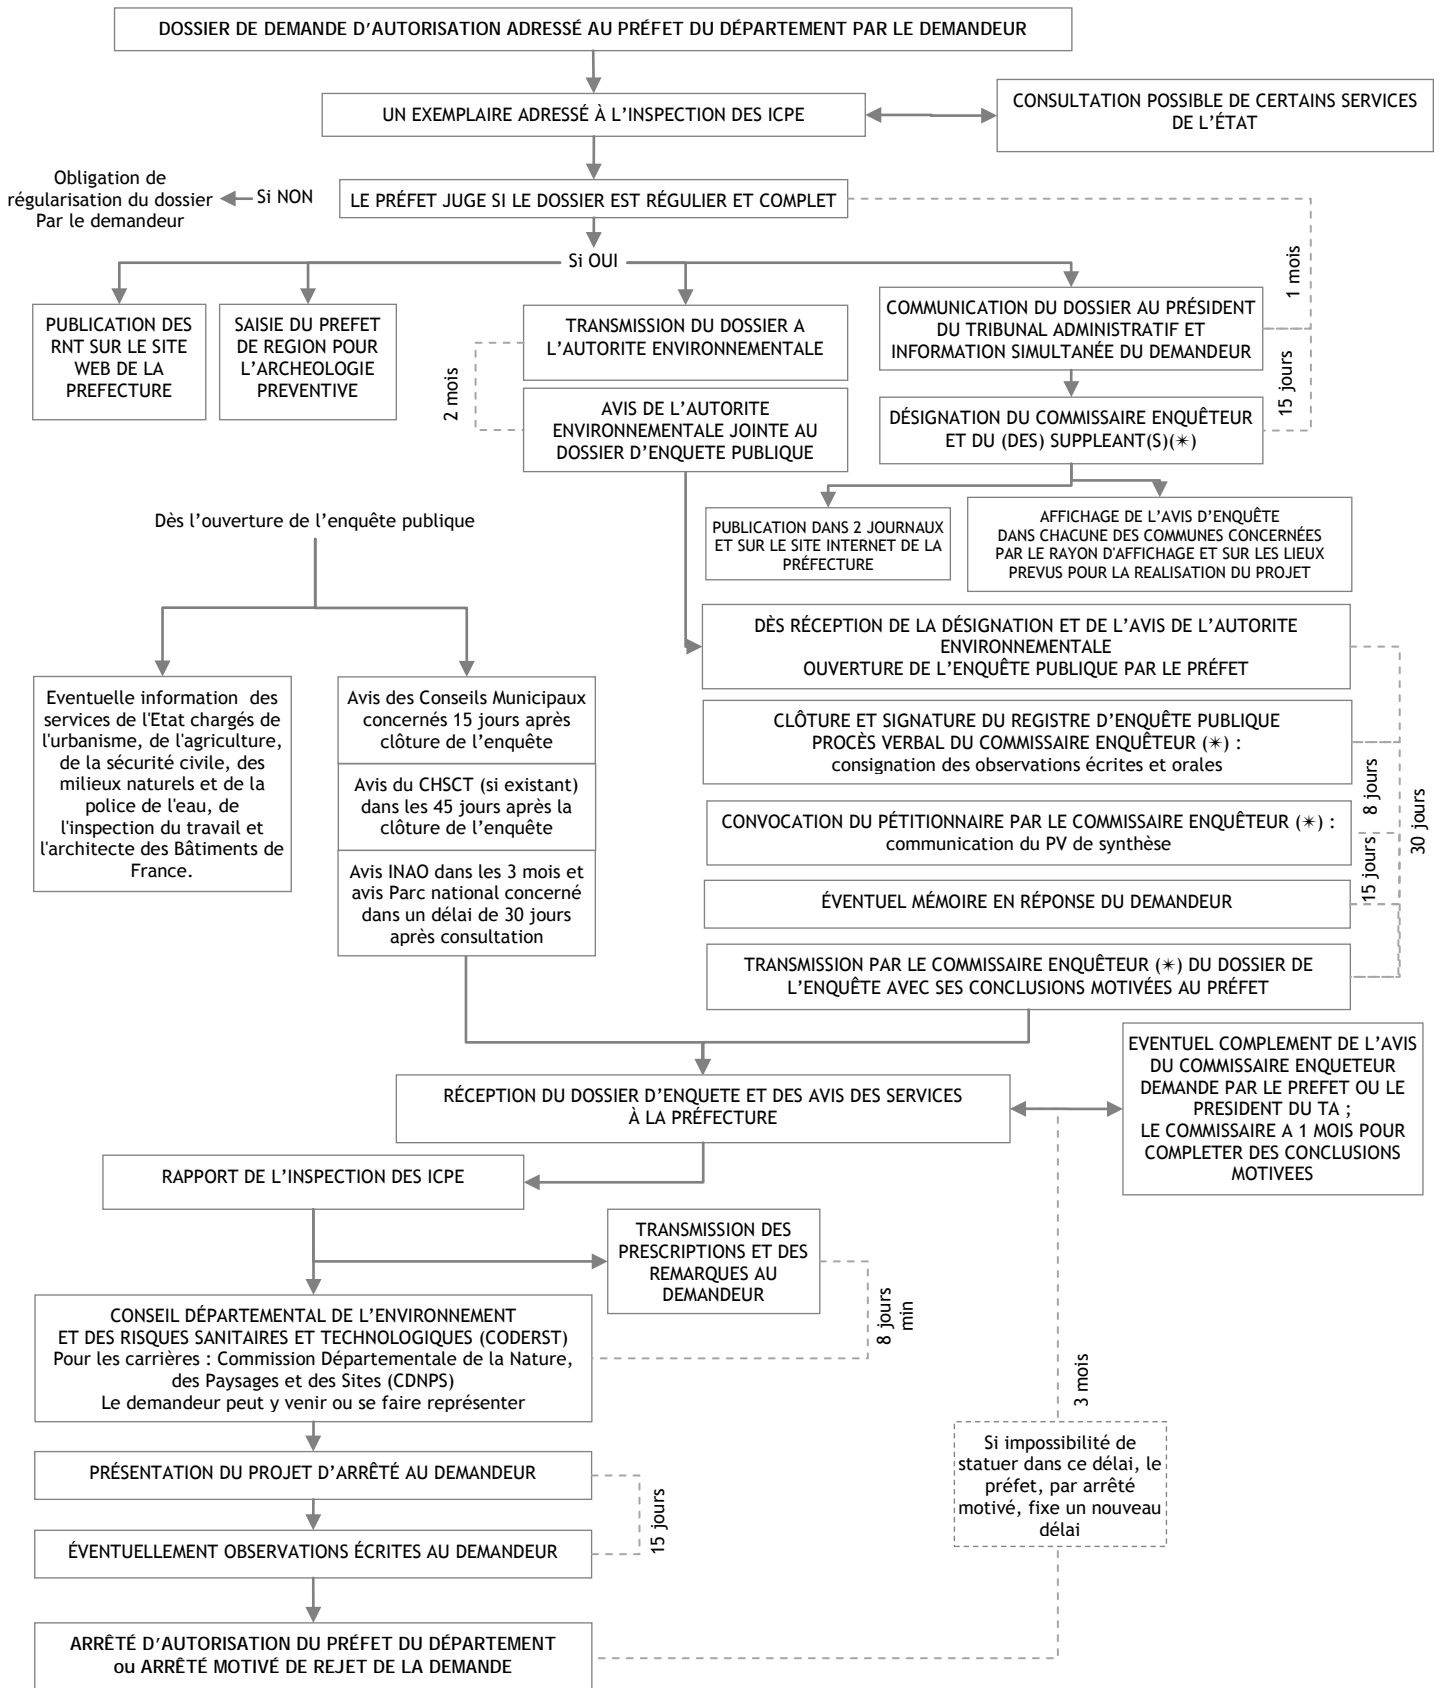 DOSSIER DE DEMANDE D'AUTORISATION ADRESSÉ AU PRÉFET DU DÉPARTEMENT PAR LE DEMANDEUR
UN EXEMPLAIRE ADRESSÉ À L'INSPECTION DES ICPE
CONSULTATION POSSIBLE DE CERTAINS SERVICES
DE L'ÉTAT
Obligation de
régularisation du dossier
Par le demandeur
Si NON
LE PRÉFET JUGE SI LE DOSSIER EST RÉGULIER ET COMPLET
Si OUI
1 mois
PUBLICATION DES
RNT SUR LE SITE
WEB DE LA
PREFECTURE
SAISIE DU PREFET
DE REGION POUR
L'ARCHEOLOGIE
PREVENTIVE
TRANSMISSION DU DOSSIER A
L'AUTORITE ENVIRONNEMENTALE
COMMUNICATION DU DOSSIER AU PRÉSIDENT
DU TRIBUNAL ADMINISTRATIF ET
INFORMATION SIMULTANÉE DU DEMANDEUR
2 mois
15 jours
AVIS DE L'AUTORITE
ENVIRONNEMENTALE JOINTE AU
DOSSIER D'ENQUETE PUBLIQUE
DÉSIGNATION DU COMMISSAIRE ENQUÊTEUR
ET DU (DES) SUPPLEANT(S)(✶)
PUBLICATION DANS 2 JOURNAUX
ET SUR LE SITE INTERNET DE LA
PRÉFECTURE
AFFICHAGE DE L'AVIS D'ENQUÊTE
DANS CHACUNE DES COMMUNES CONCERNÉES
PAR LE RAYON D'AFFICHAGE ET SUR LES LIEUX
PREVUS POUR LA REALISATION DU PROJET
Dès l'ouverture de l'enquête publique
DÈS RÉCEPTION DE LA DÉSIGNATION ET DE L'AVIS DE L'AUTORITE
ENVIRONNEMENTALE
OUVERTURE DE L'ENQUÊTE PUBLIQUE PAR LE PRÉFET
Eventuelle information des
services de l'Etat chargés de
l'urbanisme, de l'agriculture,
de la sécurité civile, des
milieux naturels et de la
police de l'eau, de
l'inspection du travail et
l'architecte des Bâtiments de
France.
Avis des Conseils Municipaux
concernés 15 jours après
clôture de l'enquête
Avis du CHSCT (si existant)
dans les 45 jours après la
clôture de l'enquête
Avis INAO dans les 3 mois et
avis Parc national concerné
dans un délai de 30 jours
après consultation
CLÔTURE ET SIGNATURE DU REGISTRE D'ENQUÊTE PUBLIQUE
PROCÈS VERBAL DU COMMISSAIRE ENQUÊTEUR (✶) :
consignation des observations écrites et orales
8 jours
CONVOCATION DU PÉTITIONNAIRE PAR LE COMMISSAIRE ENQUÊTEUR (✶) :
communication du PV de synthèse
15 jours
30 jours
ÉVENTUEL MÉMOIRE EN RÉPONSE DU DEMANDEUR
TRANSMISSION PAR LE COMMISSAIRE ENQUÊTEUR (✶) DU DOSSIER DE
L'ENQUÊTE AVEC SES CONCLUSIONS MOTIVÉES AU PRÉFET
RÉCEPTION DU DOSSIER D'ENQUETE ET DES AVIS DES SERVICES
À LA PRÉFECTURE
EVENTUEL COMPLEMENT DE L'AVIS
DU COMMISSAIRE ENQUETEUR
DEMANDE PAR LE PREFET OU LE
PRESIDENT DU TA ;
LE COMMISSAIRE A 1 MOIS POUR
COMPLETER DES CONCLUSIONS
MOTIVEES
RAPPORT DE L'INSPECTION DES ICPE
TRANSMISSION DES
PRESCRIPTIONS ET DES
REMARQUES AU
DEMANDEUR
8 jours
min
CONSEIL DÉPARTEMENTAL DE L'ENVIRONNEMENT
ET DES RISQUES SANITAIRES ET TECHNOLOGIQUES (CODERST)
Pour les carrières : Commission Départementale de la Nature,
des Paysages et des Sites (CDNPS)
Le demandeur peut y venir ou se faire représenter
3 mois
PRÉSENTATION DU PROJET D'ARRÊTÉ AU DEMANDEUR
15 jours
Si impossibilité de
statuer dans ce délai, le
préfet, par arrêté
motivé, fixe un nouveau
délai
ÉVENTUELLEMENT OBSERVATIONS ÉCRITES AU DEMANDEUR
ARRÊTÉ D'AUTORISATION DU PRÉFET DU DÉPARTEMENT
ou ARRÊTÉ MOTIVÉ DE REJET DE LA DEMANDE